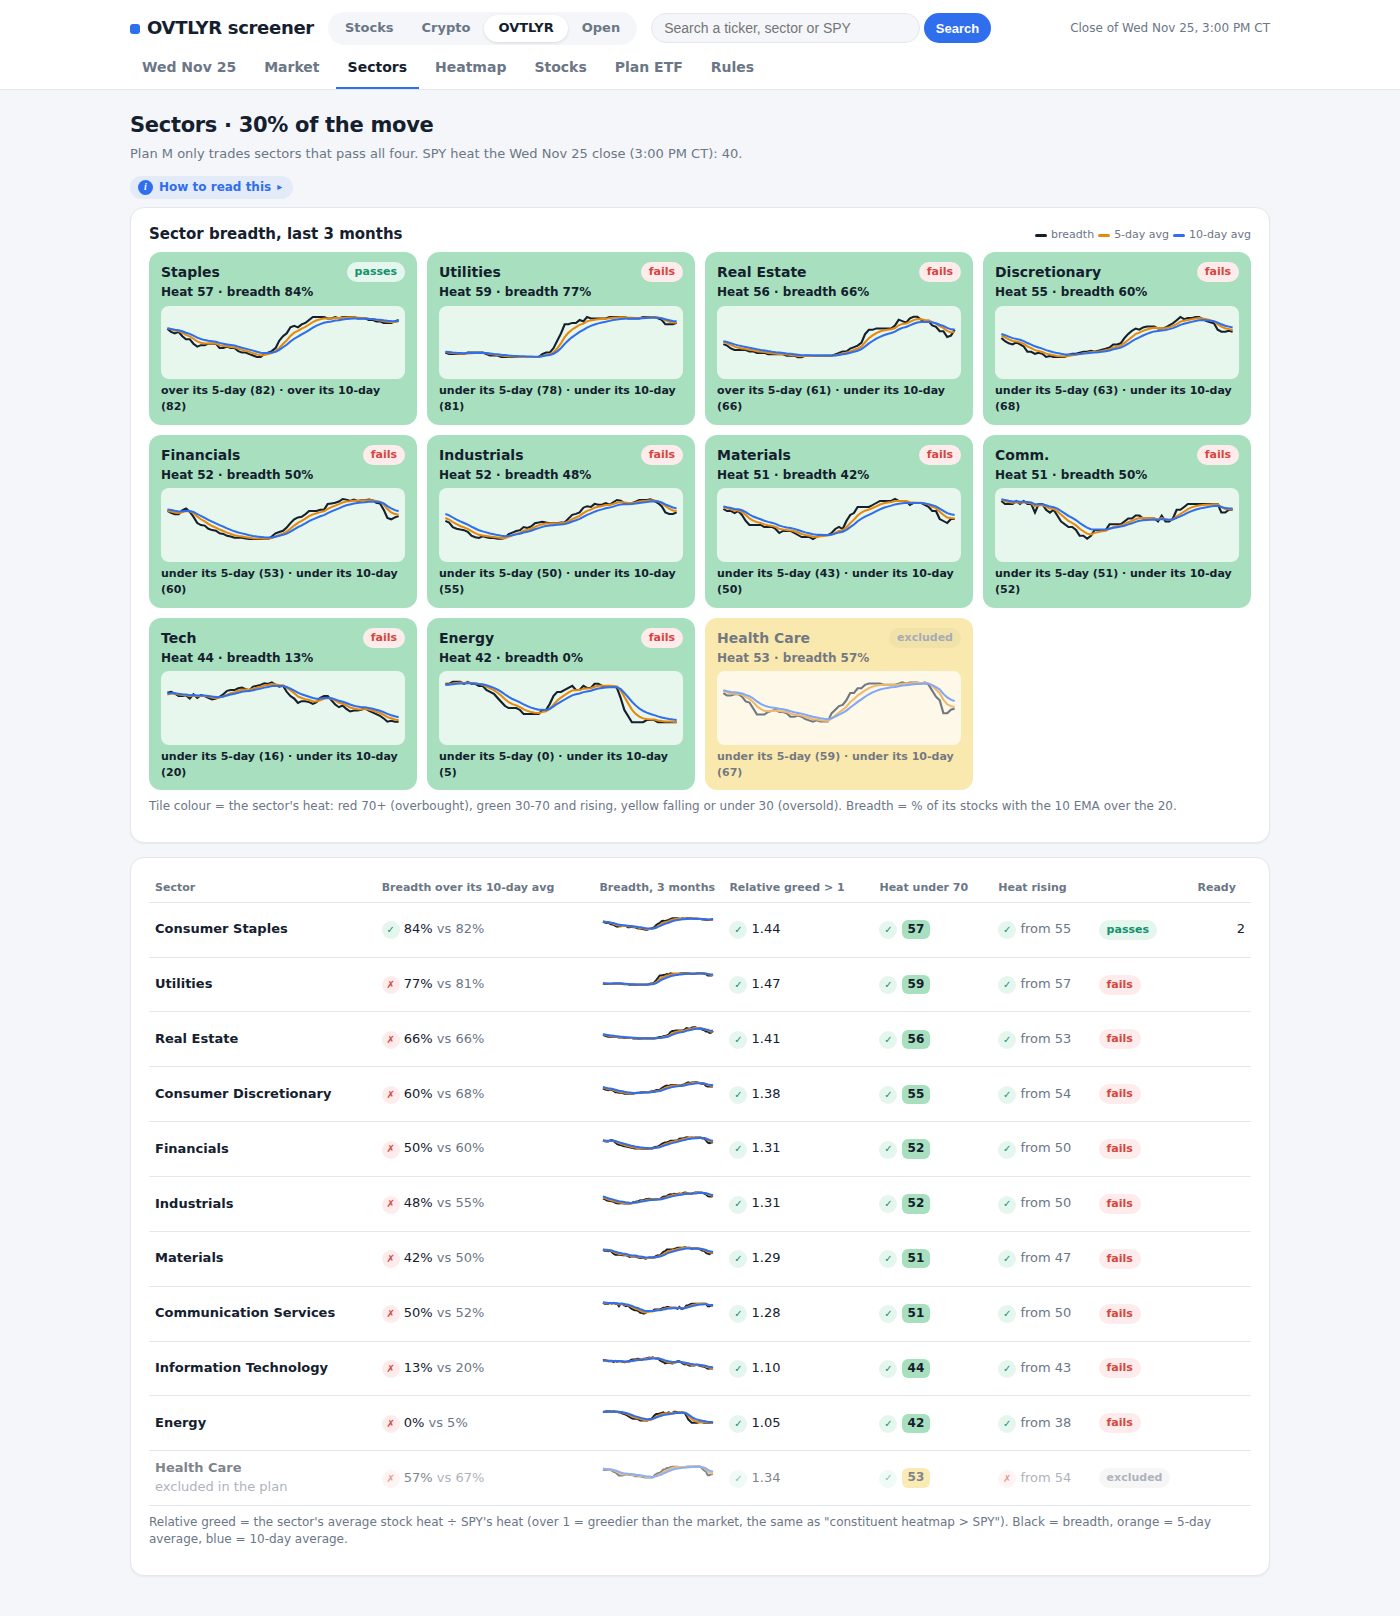 OVTLYR screener Stocks Crypto OVTLYR Open Search a ticker, sector or SPY Search Close of Wed Nov 25, 3:00 PM CT
Wed Nov 25 Market Sectors Heatmap Stocks Plan ETF Rules
Sectors · 30% of the move
Plan M only trades sectors that pass all four. SPY heat the Wed Nov 25 close (3:00 PM CT): 40.
i How to read this ▸
Sector breadth, last 3 months breadth 5-day avg 10-day avg
Staples passes
Heat 57 · breadth 84%
over its 5-day (82) · over its 10-day
(82)
Utilities fails
Heat 59 · breadth 77%
under its 5-day (78) · under its 10-day
(81)
Real Estate fails
Heat 56 · breadth 66%
over its 5-day (61) · under its 10-day
(66)
Discretionary fails
Heat 55 · breadth 60%
under its 5-day (63) · under its 10-day
(68)
Financials fails
Heat 52 · breadth 50%
under its 5-day (53) · under its 10-day
(60)
Industrials fails
Heat 52 · breadth 48%
under its 5-day (50) · under its 10-day
(55)
Materials fails
Heat 51 · breadth 42%
under its 5-day (43) · under its 10-day
(50)
Comm. fails
Heat 51 · breadth 50%
under its 5-day (51) · under its 10-day
(52)
Tech fails
Heat 44 · breadth 13%
under its 5-day (16) · under its 10-day
(20)
Energy fails
Heat 42 · breadth 0%
under its 5-day (0) · under its 10-day
(5)
Health Care excluded
Heat 53 · breadth 57%
under its 5-day (59) · under its 10-day
(67)
Tile colour = the sector's heat: red 70+ (overbought), green 30-70 and rising, yellow falling or under 30 (oversold). Breadth = % of its stocks with the 10 EMA over the 20.
Sector Breadth over its 10-day avg Breadth, 3 months Relative greed > 1 Heat under 70 Heat rising Ready
Consumer Staples ✓ 84% vs 82% ✓ 1.44 ✓ 57 ✓ from 55 passes 2
Utilities ✗ 77% vs 81% ✓ 1.47 ✓ 59 ✓ from 57 fails
Real Estate ✗ 66% vs 66% ✓ 1.41 ✓ 56 ✓ from 53 fails
Consumer Discretionary ✗ 60% vs 68% ✓ 1.38 ✓ 55 ✓ from 54 fails
Financials ✗ 50% vs 60% ✓ 1.31 ✓ 52 ✓ from 50 fails
Industrials ✗ 48% vs 55% ✓ 1.31 ✓ 52 ✓ from 50 fails
Materials ✗ 42% vs 50% ✓ 1.29 ✓ 51 ✓ from 47 fails
Communication Services ✗ 50% vs 52% ✓ 1.28 ✓ 51 ✓ from 50 fails
Information Technology ✗ 13% vs 20% ✓ 1.10 ✓ 44 ✓ from 43 fails
Energy ✗ 0% vs 5% ✓ 1.05 ✓ 42 ✓ from 38 fails
Health Care ✗ 57% vs 67% ✓ 1.34 ✓ 53 ✗ from 54 excluded
excluded in the plan
Relative greed = the sector's average stock heat ÷ SPY's heat (over 1 = greedier than the market, the same as "constituent heatmap > SPY"). Black = breadth, orange = 5-day
average, blue = 10-day average.